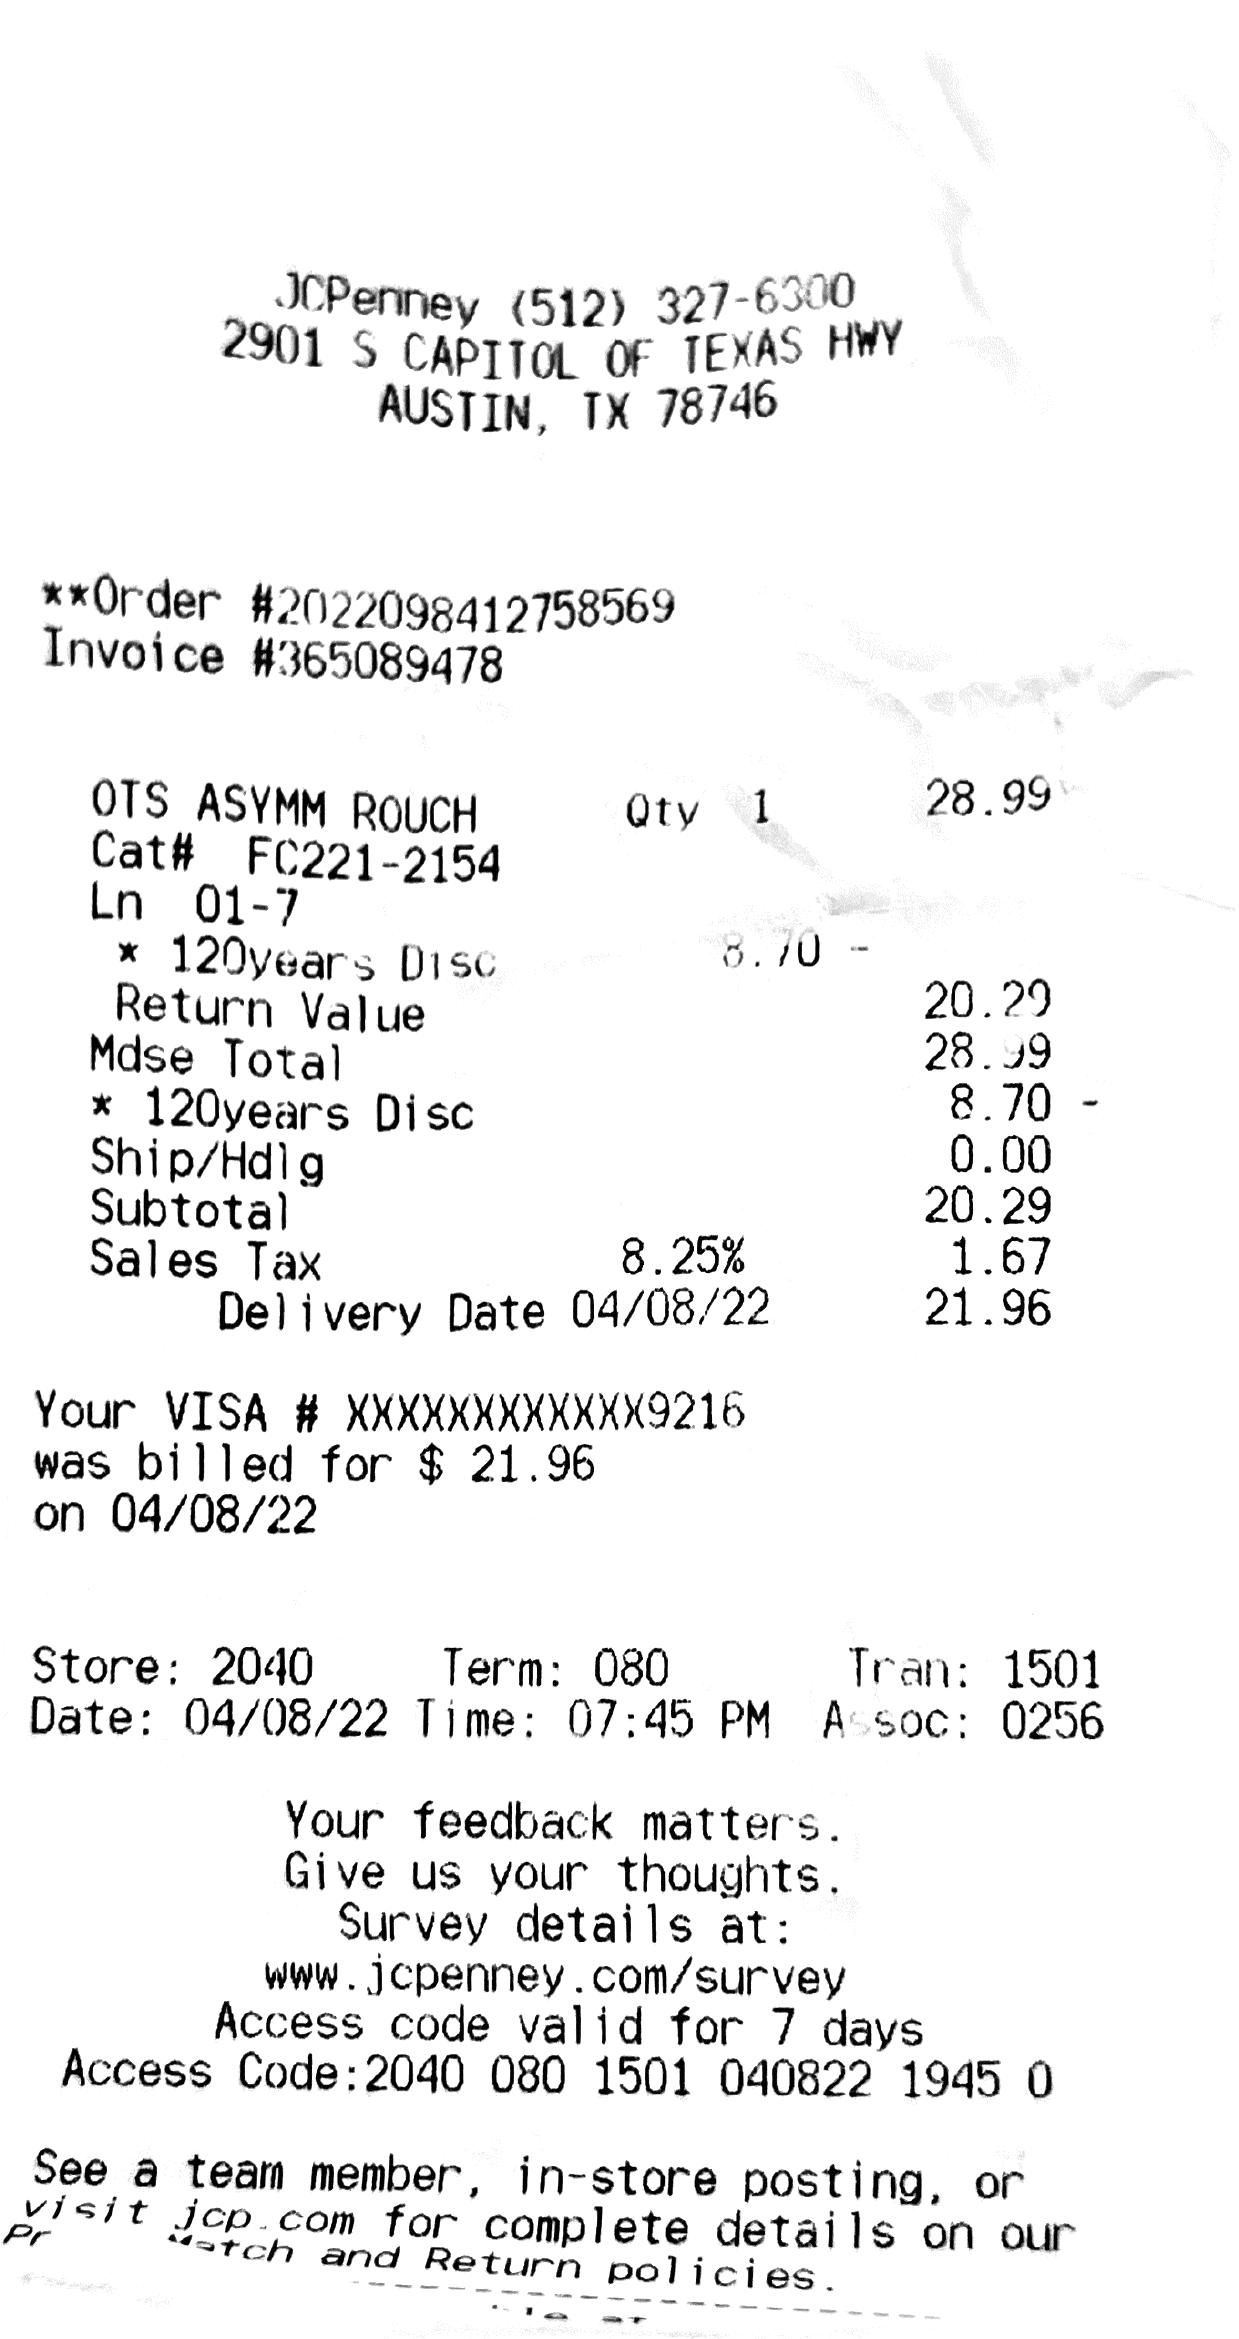 JCPenney (512) 327-6300
2901 S CAPITOL OF TEXAS HWY
AUSTIN, TX 78746
**Order #2022098412758569
Invoice #365089478
OTS ASYMM ROUCH Qty 1 28.99
Cat# FC221-2154
Ln 01-7
* 120years Disc 8.70 -
Return Value 20.29
Mdse Total 28.99
* 120years Disc 8.70 -
Ship/Hdlg 0.00
Subtotal 20.29
Sales Tax 8.25% 1.67
Delivery Date 04/08/22 21.96
Your VISA # XXXXXXXXXXXX9216
was billed for $ 21.96
on 04/08/22
Store: 2040 Term: 080 Tran: 1501
Date: 04/08/22 Time: 07:45 PM Assoc: 0256
Your feedback matters.
Give us your thoughts.
Survey details at:
www.jcpenney.com/survey
Access code valid for 7 days
Access Code:2040 080 1501 040822 1945 0
See a team member, in-store posting, or
visit jcp.com for complete details on our
Match and Return policies.